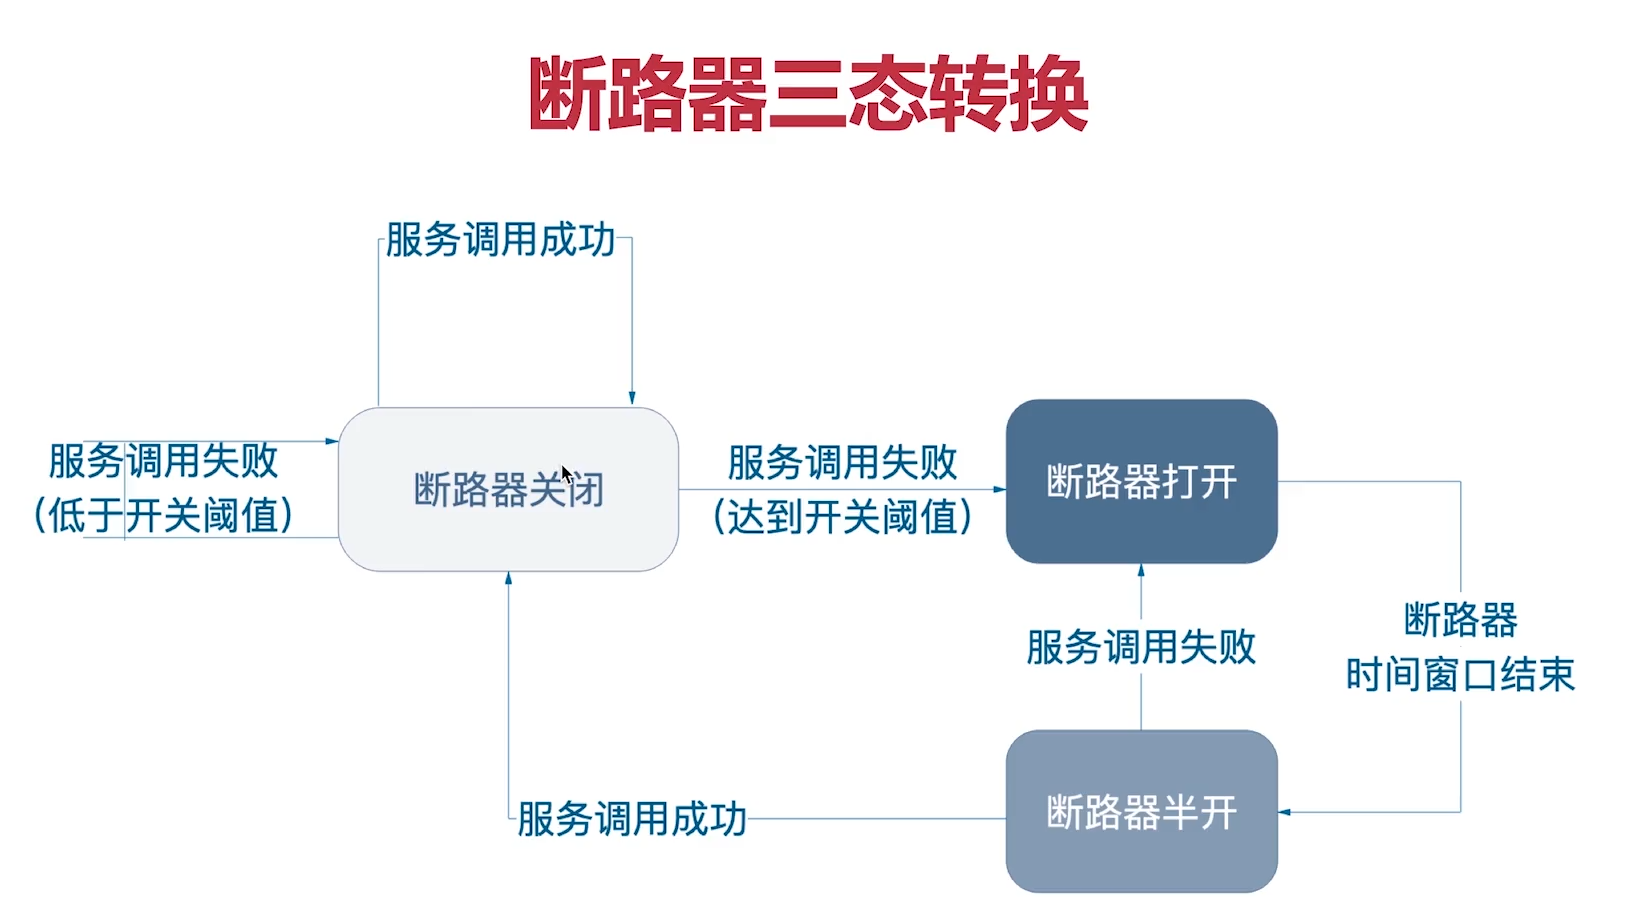 断路器三态转换
服务调用成功
服务调用失败
（低于开关阈值）
断路器关闭
服务调用失败
（达到开关阈值）
断路器打开
服务调用失败
断路器
时间窗口结束
服务调用成功
断路器半开